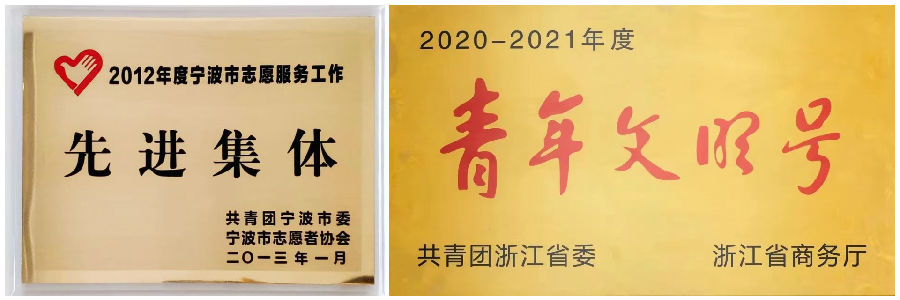 2012年度宁波市志愿服务工作
先进集体
共青团宁波市委
宁波市志愿者协会
二〇一三年一月
2020-2021年度
青年文明号
共青团浙江省委 浙江省商务厅